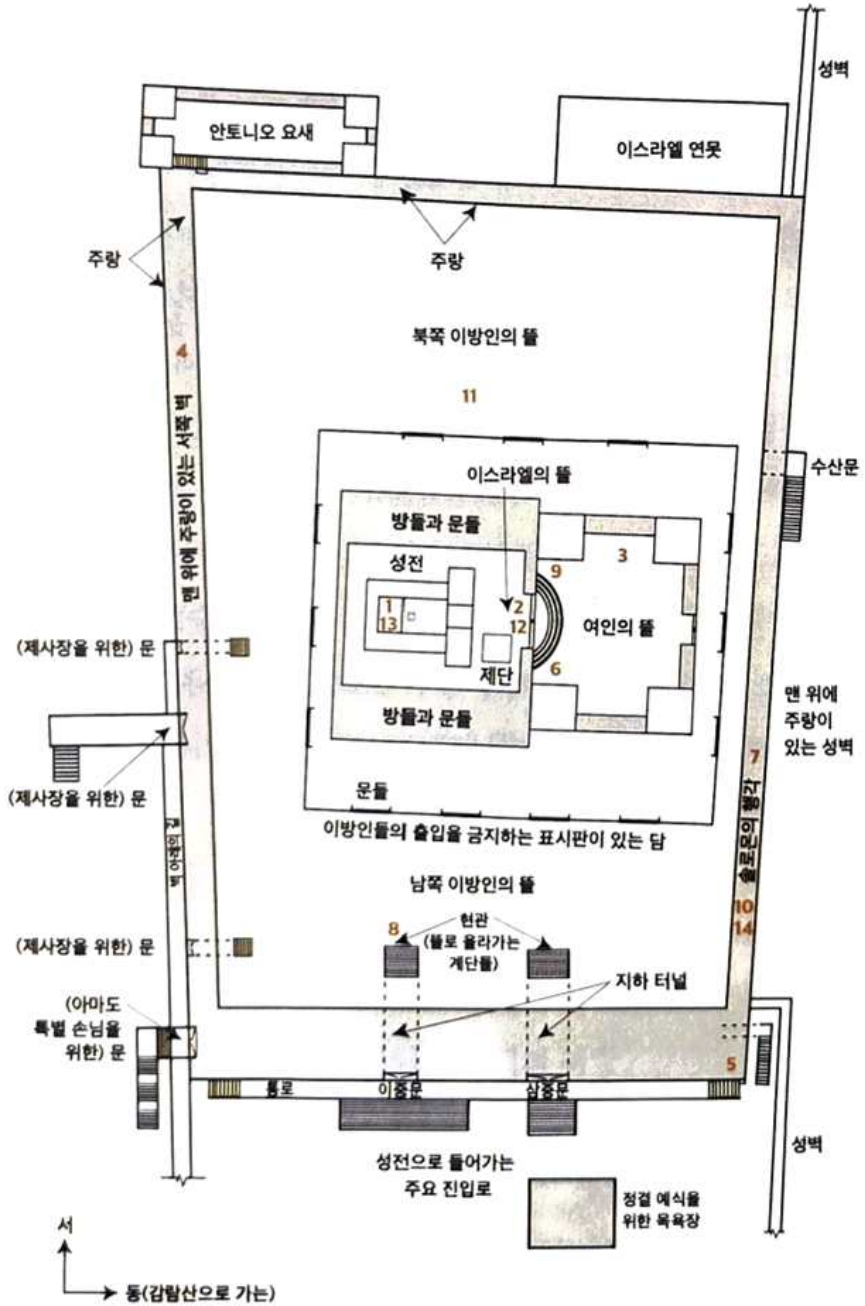 성벽
안토니오 요새
이스라엘 연못
주랑
주랑
북쪽 이방인의 뜰
4
11
맨 위에 주랑이 있는 서쪽 벽
수산문
이스라엘의 뜰
방들과 문들
3
성전
9
1
2
13
12
여인의 뜰
(제사장을 위한) 문
6
제단
방들과 문들
맨 위에
주랑이
있는 성벽
7
(제사장을 위한) 문
문들
이방인들의 출입을 금지하는 표시판이 있는 담
솔로몬의 행각
벽 아래의 길
남쪽 이방인의 뜰
10
14
8
현관
(뜰로 올라가는
계단들)
(제사장을 위한) 문
지하 터널
(아마도
특별 손님을
위한) 문
5
통로
이중문
삼중문
성벽
성전으로 들어가는
주요 진입로
정결 예식을
위한 목욕장
서
동(감람산으로 가는)